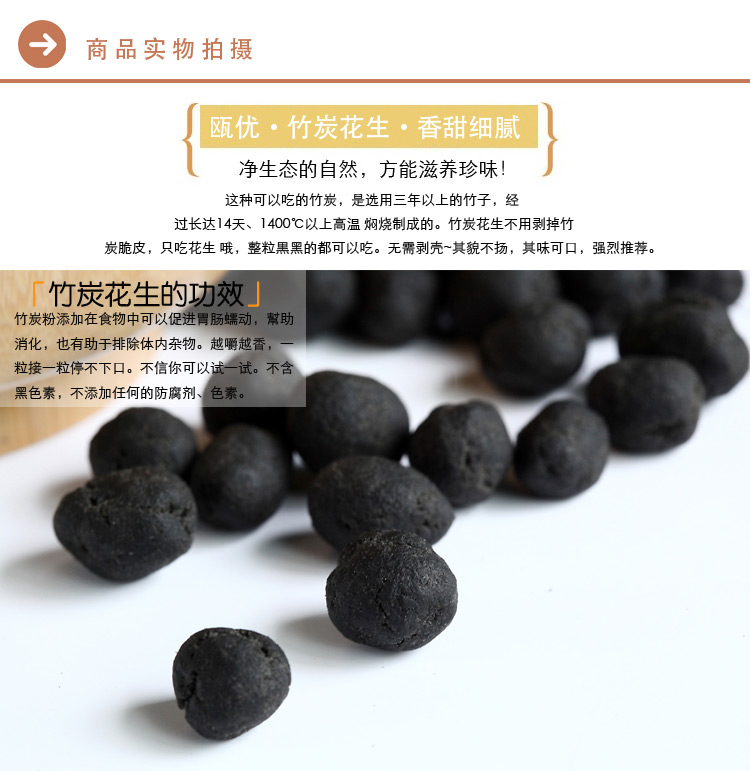 商品实物拍摄
瓯优·竹炭花生·香甜细腻
净生态的自然，方能滋养珍味！
这种可以吃的竹炭，是选用三年以上的竹子，经
过长达14天、1400℃以上高温 焖烧制成的。竹炭花生不用剥掉竹
炭脆皮，只吃花生 哦，整粒黑黑的都可以吃。无需剥壳~其貌不扬，其味可口，强烈推荐。
「竹炭花生的功效」
竹炭粉添加在食物中可以促进胃肠蠕动，幫助
消化，也有助于排除体内杂物。越嚼越香，一
粒接一粒停不下口。不信你可以试一试。不含
黑色素，不添加任何的防腐剂、色素。